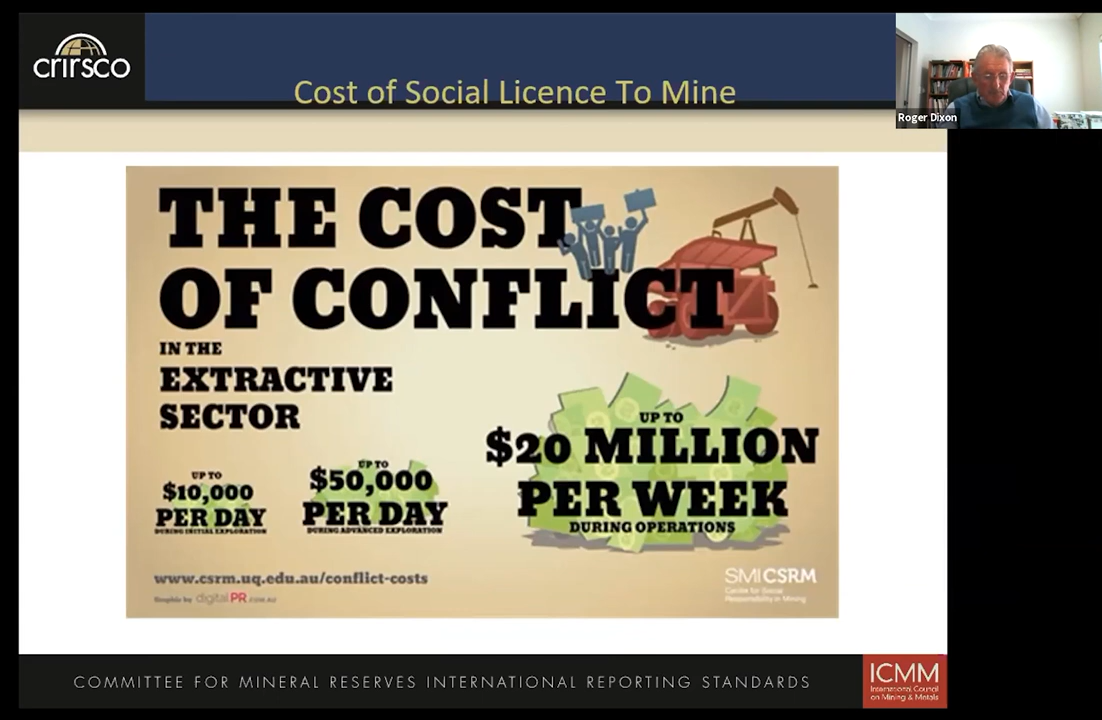 crirsco
Cost of Social Licence To Mine
Roger Dixon
THE COST
OF CONFLICT
IN THE
EXTRACTIVE
SECTOR
UP TO
$10,000
PER DAY
DURING INITIAL EXPLORATION
UP TO
$50,000
PER DAY
DURING ADVANCED EXPLORATION
UP TO
$20 MILLION
PER WEEK
DURING OPERATIONS
www.csrm.uq.edu.au/conflict-costs
Graphic by digitalPR
SMI CSRM
Centre for Social
Responsibility in Mining
COMMITTEE FOR MINERAL RESERVES INTERNATIONAL REPORTING STANDARDS
ICMM
International Council
on Mining & Metals